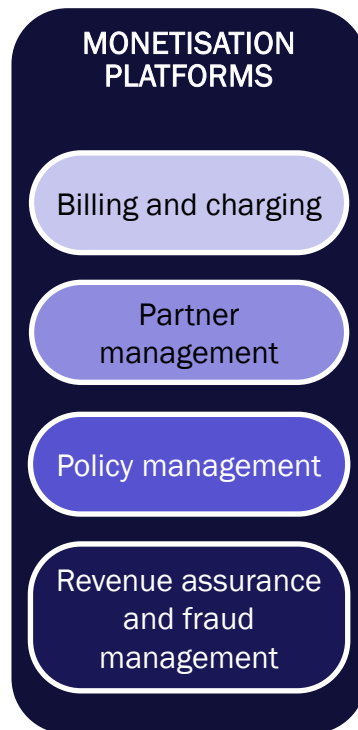 MONETISATION
PLATFORMS
Billing and charging
Partner
management
Policy management
Revenue assurance
and fraud
management